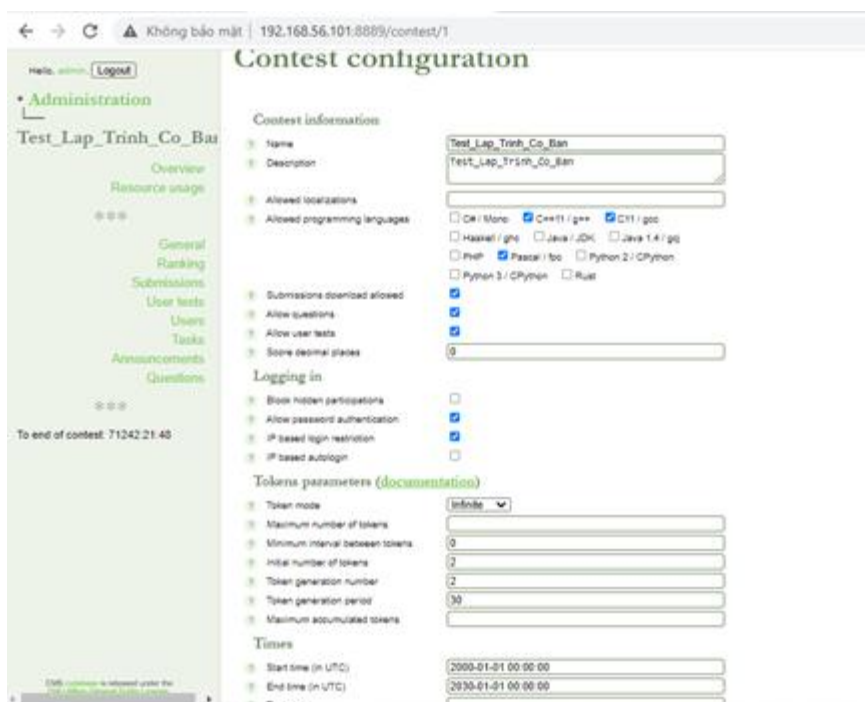 Không bảo mật | 192.168.56.101:8889/contest/1
Hello, admin. Logout
Administration
Test_Lap_Trinh_Co_Ban
Overview
Resource usage
General
Ranking
Submissions
User tests
Users
Tasks
Announcements
Questions
To end of contest: 71242:21:48
Contest configuration
Contest information
? Name Test_Lap_Trinh_Co_Ban
? Description Test_Lap_Trinh_Co_Ban
? Allowed localizations
? Allowed programming languages C# / Mono C++11 / g++ C11 / gcc
Haskell / ghc Java / JDK Java 1.4 / gcj
PHP Pascal / fpc Python 2 / CPython
Python 3 / CPython Rust
? Submissions download allowed
? Allow questions
? Allow user tests
? Score decimal places 0
Logging in
? Block hidden participations
? Allow password authentication
? IP based login restriction
? IP based autologin
Tokens parameters (documentation)
? Token mode Infinite
? Maximum number of tokens
? Minimum interval between tokens 0
? Initial number of tokens 2
? Token generation number 2
? Token generation period 30
? Maximum accumulated tokens
Times
? Start time (in UTC) 2000-01-01 00:00:00
? End time (in UTC) 2030-01-01 00:00:00